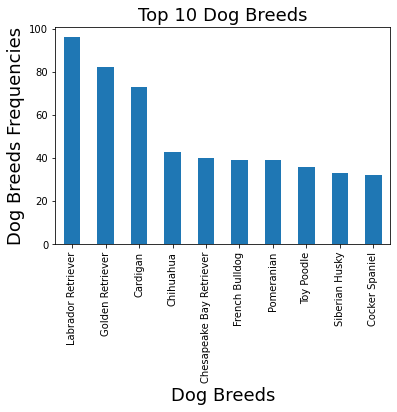 Top 10 Dog Breeds
Dog Breeds Frequencies
100
80
60
40
20
0
Labrador Retriever
Golden Retriever
Cardigan
Chihuahua
Chesapeake Bay Retriever
French Bulldog
Pomeranian
Toy Poodle
Siberian Husky
Cocker Spaniel
Dog Breeds